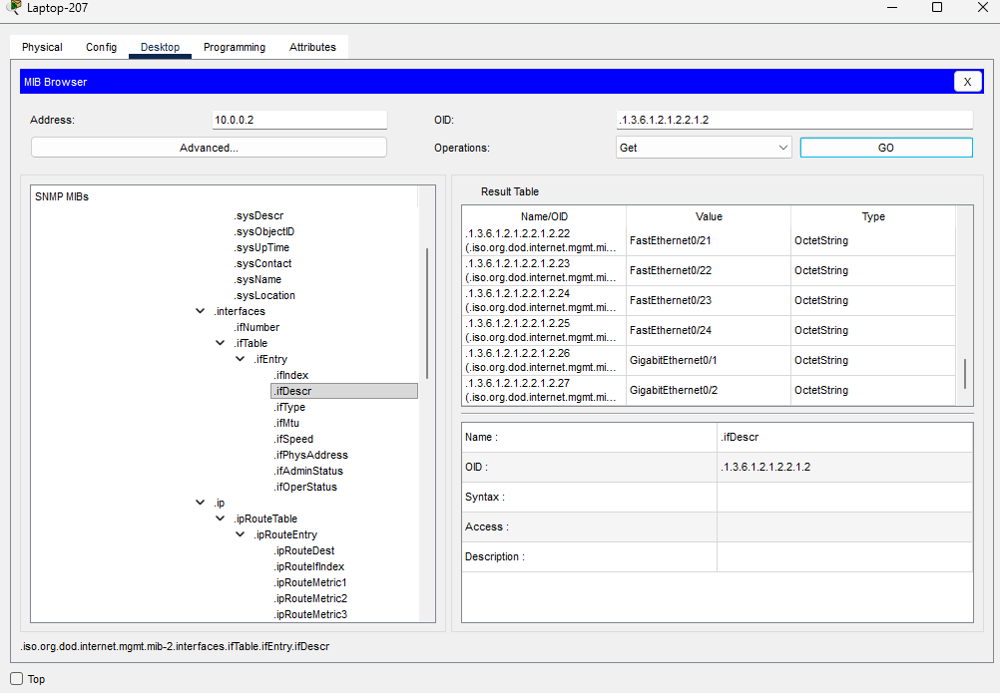 Laptop-207
Physical Config Desktop Programming Attributes
MIB Browser X
Address: 10.0.0.2 OID: .1.3.6.1.2.1.2.2.1.2
Advanced... Operations: Get GO
SNMP MIBs
.sysDescr
.sysObjectID
.sysUpTime
.sysContact
.sysName
.sysLocation
.interfaces
.ifNumber
.ifTable
.ifEntry
.ifIndex
.ifDescr
.ifType
.ifMtu
.ifSpeed
.ifPhysAddress
.ifAdminStatus
.ifOperStatus
.ip
.ipRouteTable
.ipRouteEntry
.ipRouteDest
.ipRouteIfIndex
.ipRouteMetric1
.ipRouteMetric2
.ipRouteMetric3
Result Table
Name/OID Value Type
.1.3.6.1.2.1.2.2.1.2.22
(.iso.org.dod.internet.mgmt.mi... FastEthernet0/21 OctetString
.1.3.6.1.2.1.2.2.1.2.23
(.iso.org.dod.internet.mgmt.mi... FastEthernet0/22 OctetString
.1.3.6.1.2.1.2.2.1.2.24
(.iso.org.dod.internet.mgmt.mi... FastEthernet0/23 OctetString
.1.3.6.1.2.1.2.2.1.2.25
(.iso.org.dod.internet.mgmt.mi... FastEthernet0/24 OctetString
.1.3.6.1.2.1.2.2.1.2.26
(.iso.org.dod.internet.mgmt.mi... GigabitEthernet0/1 OctetString
.1.3.6.1.2.1.2.2.1.2.27
(.iso.org.dod.internet.mgmt.mi... GigabitEthernet0/2 OctetString
Name : .ifDescr
OID : .1.3.6.1.2.1.2.2.1.2
Syntax :
Access :
Description :
.iso.org.dod.internet.mgmt.mib-2.interfaces.ifTable.ifEntry.ifDescr
Top